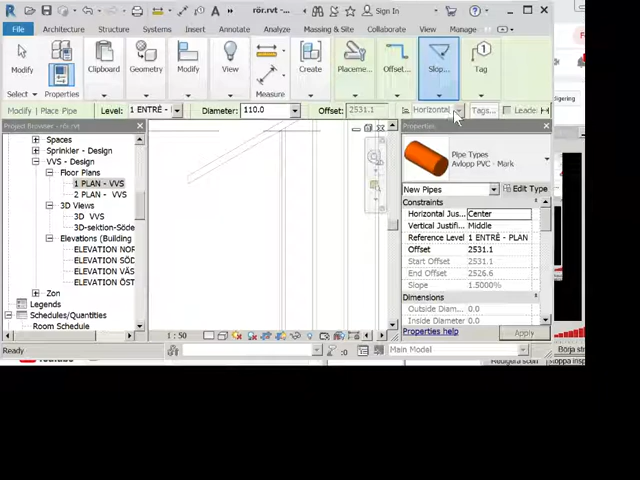 rör.rvt -...
Sign In
File
Architecture
Structure
Systems
Insert
Annotate
Analyze
Massing & Site
Collaborate
View
Manage
Modify
Clipboard
Geometry
Modify
View
Create
Placeme...
Offset...
Slop...
Tag
Select
Properties
Measure
Modify | Place Pipe
Level: 1 ENTRÉ -
Diameter: 110.0
Offset: 2531.1
Horizontal
Tags...
Leade
Project Browser - rör.rvt
Spaces
Sprinkler - Design
VVS - Design
Floor Plans
1 PLAN - VVS
2 PLAN - VVS
3D Views
3D VVS
3D-sektion-Söde
Elevations (Building
ELEVATION NOR
ELEVATION SÖD
ELEVATION VÄS
ELEVATION ÖST
Zon
Legends
Schedules/Quantities
Room Schedule
1 : 50
Properties
Pipe Types
Avlopp PVC - Mark
New Pipes
Edit Type
Constraints
Horizontal Jus...
Center
Vertical Justifi...
Middle
Reference Level
1 ENTRÉ - PLAN
Offset
2531.1
Start Offset
2531.1
End Offset
2526.6
Slope
1.5000%
Dimensions
Outside Diam...
0.0
Inside Diamet...
0.0
Properties help
Apply
Ready
:0
Main Model
Börja st